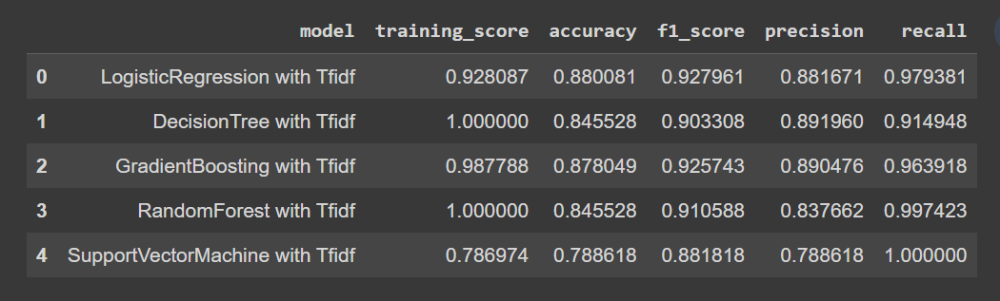 model training_score accuracy f1_score precision recall
0 LogisticRegression with Tfidf 0.928087 0.880081 0.927961 0.881671 0.979381
1 DecisionTree with Tfidf 1.000000 0.845528 0.903308 0.891960 0.914948
2 GradientBoosting with Tfidf 0.987788 0.878049 0.925743 0.890476 0.963918
3 RandomForest with Tfidf 1.000000 0.845528 0.910588 0.837662 0.997423
4 SupportVectorMachine with Tfidf 0.786974 0.788618 0.881818 0.788618 1.000000